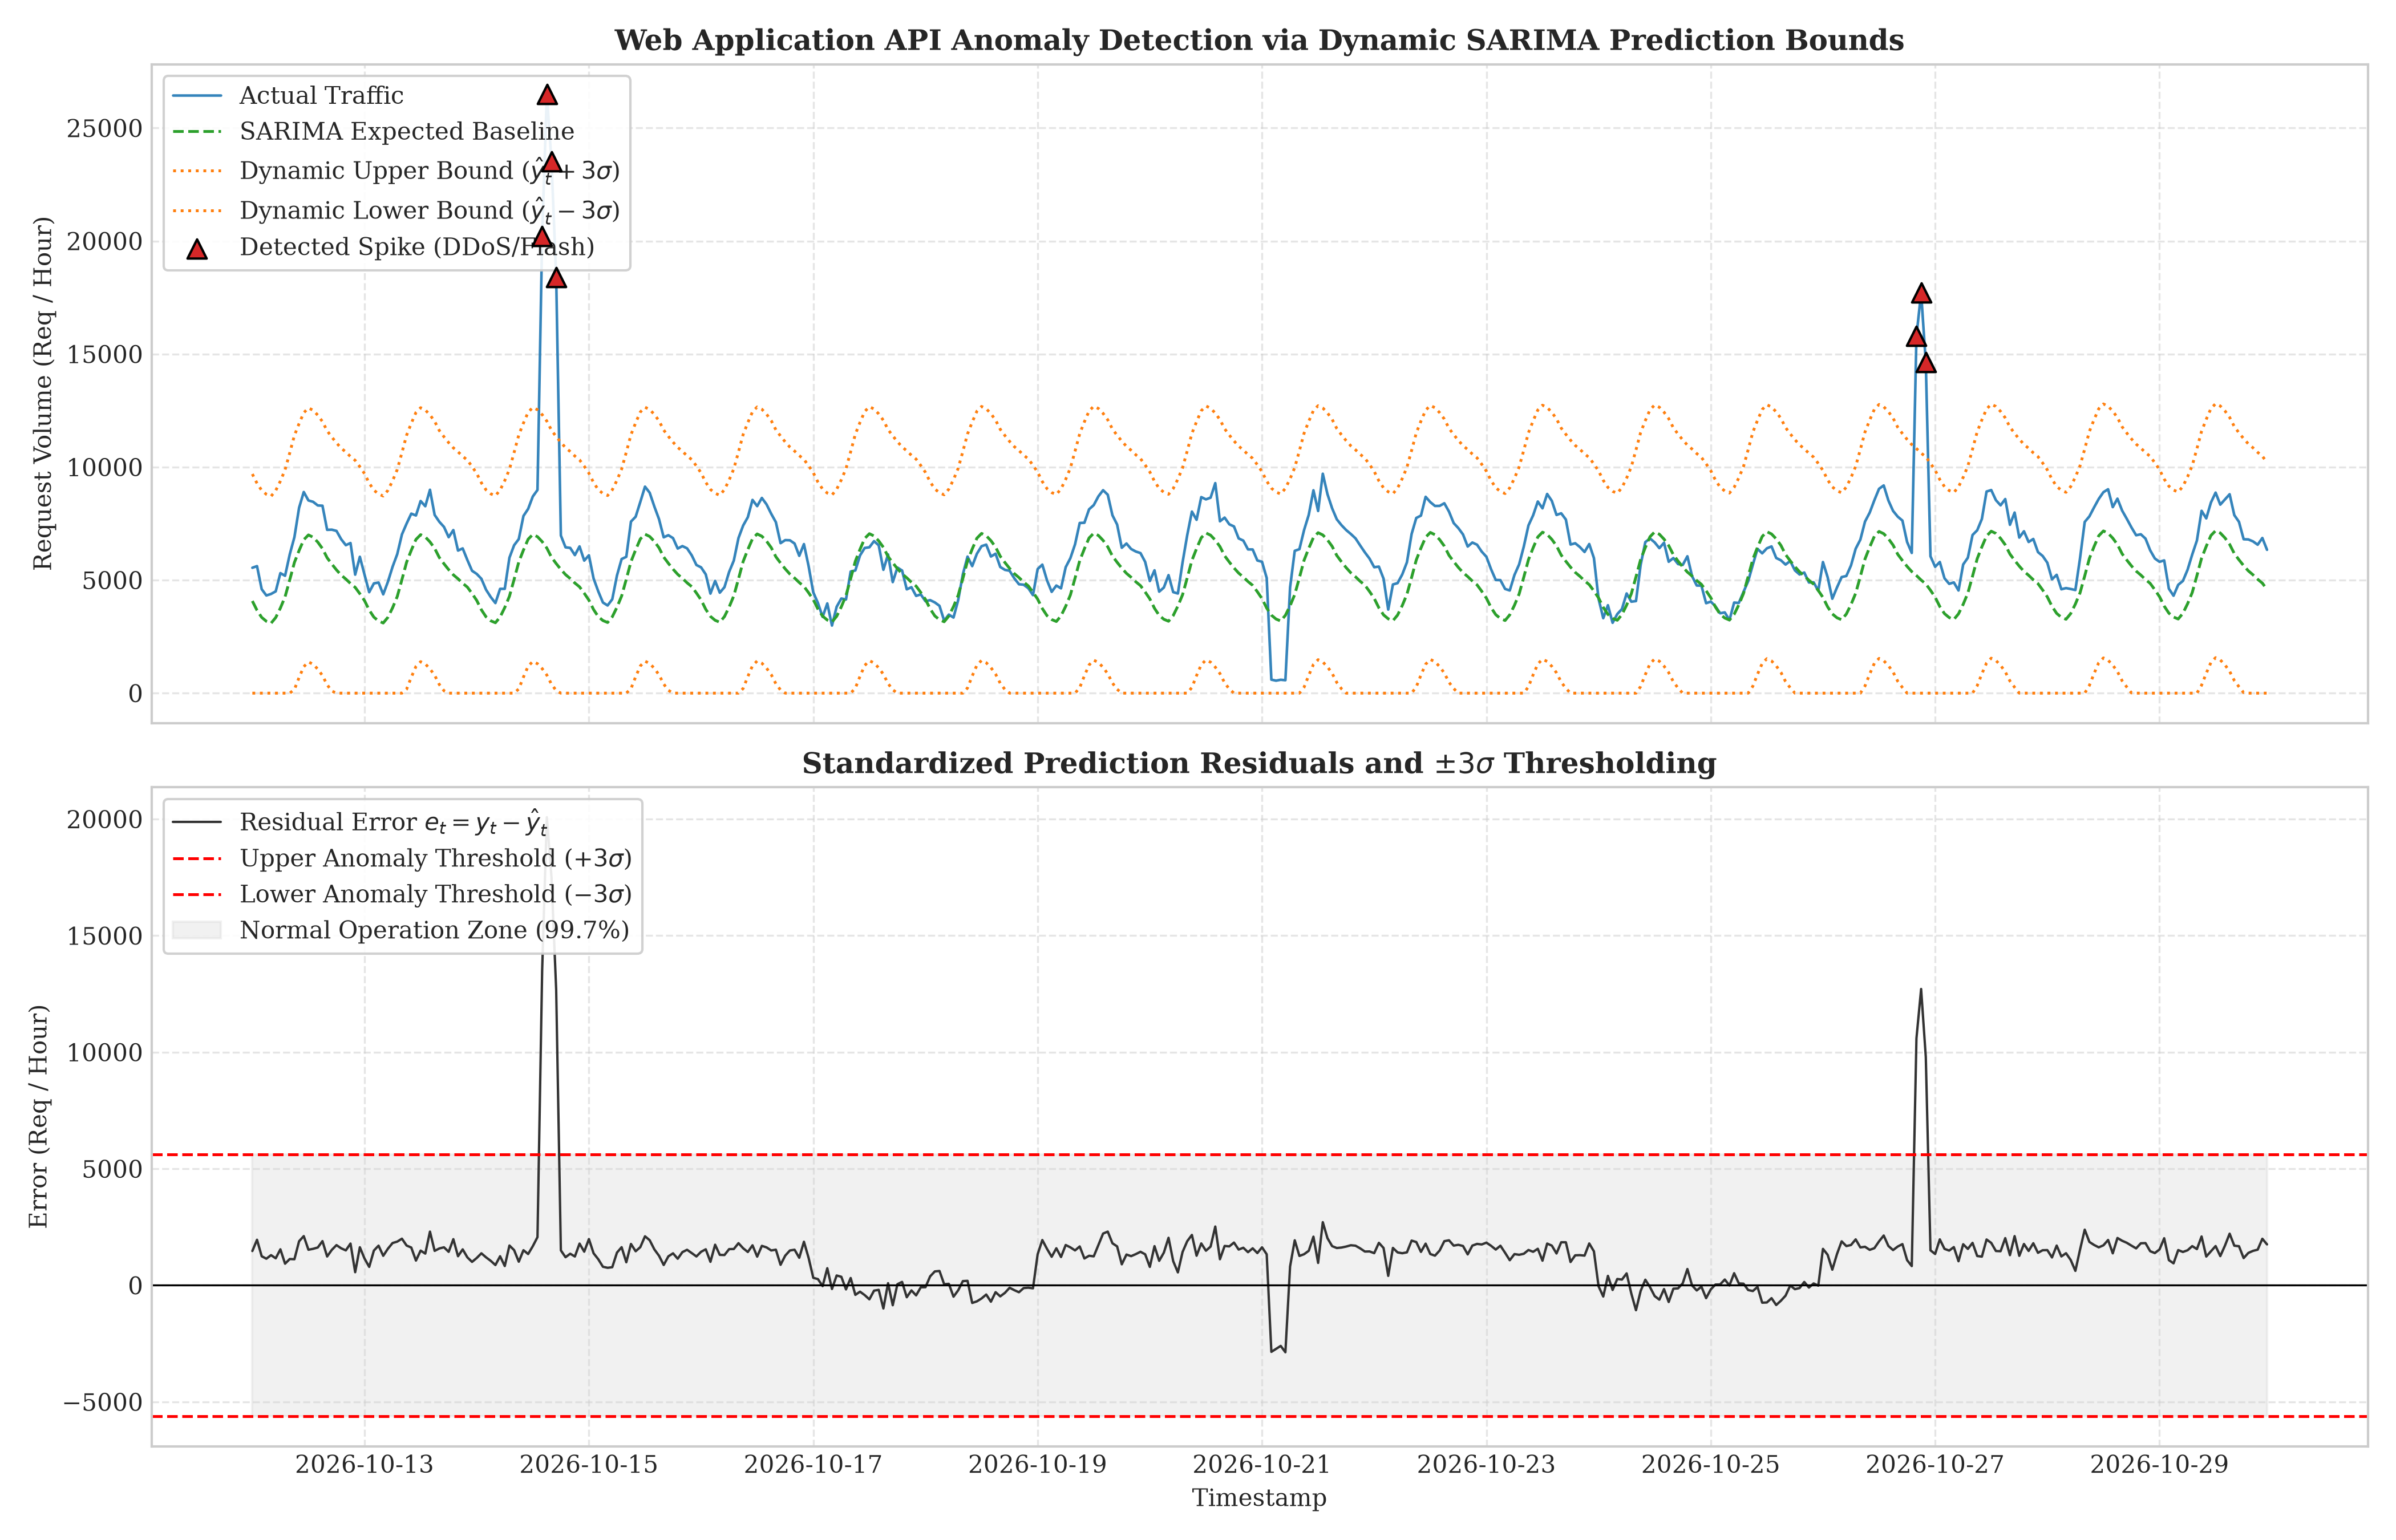 Web Application API Anomaly Detection via Dynamic SARIMA Prediction Bounds
Actual Traffic
SARIMA Expected Baseline
Dynamic Upper Bound (ŷₜ + 3σ)
Dynamic Lower Bound (ŷₜ − 3σ)
Detected Spike (DDoS/Flash)
Request Volume (Req / Hour)
25000
20000
15000
10000
5000
0
Standardized Prediction Residuals and ±3σ Thresholding
Residual Error eₜ = yₜ − ŷₜ
Upper Anomaly Threshold (+3σ)
Lower Anomaly Threshold (−3σ)
Normal Operation Zone (99.7%)
Error (Req / Hour)
20000
15000
10000
5000
0
−5000
2026-10-13
2026-10-15
2026-10-17
2026-10-19
2026-10-21
2026-10-23
2026-10-25
2026-10-27
2026-10-29
Timestamp